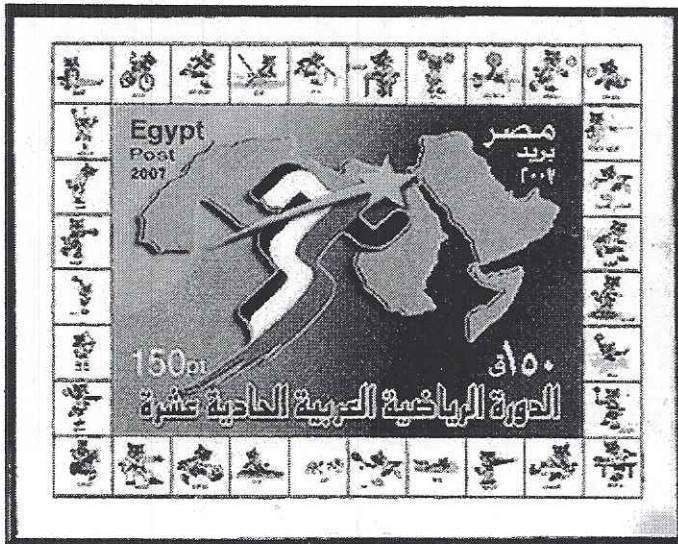 Egypt
Post
2007
مصر
بريد
٢٠٠٧
150pt
١٥٠ق
الدورة الرياضية العربية الحادية عشرة